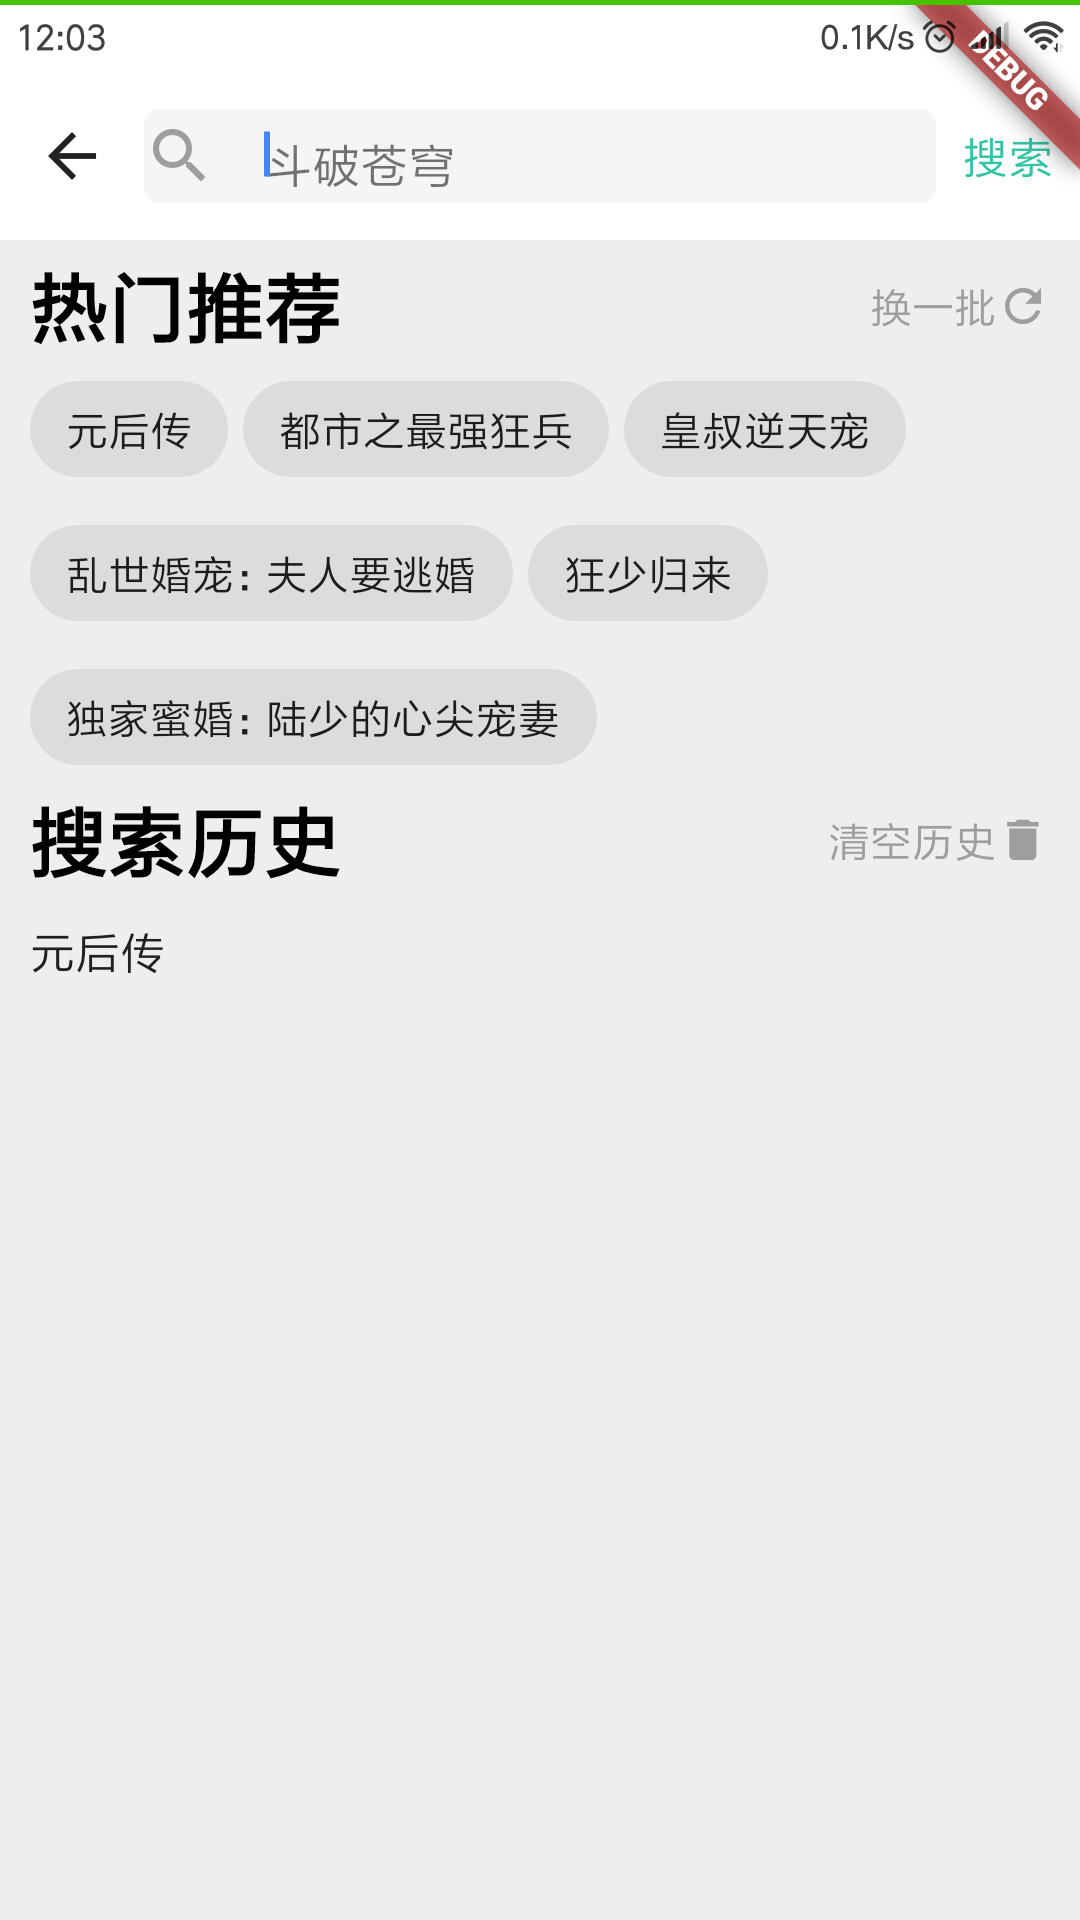 12:03 0.1K/s
DEBUG
斗破苍穹 搜索
热门推荐 换一批
元后传 都市之最强狂兵 皇叔逆天宠
乱世婚宠：夫人要逃婚 狂少归来
独家蜜婚：陆少的心尖宠妻
搜索历史 清空历史
元后传